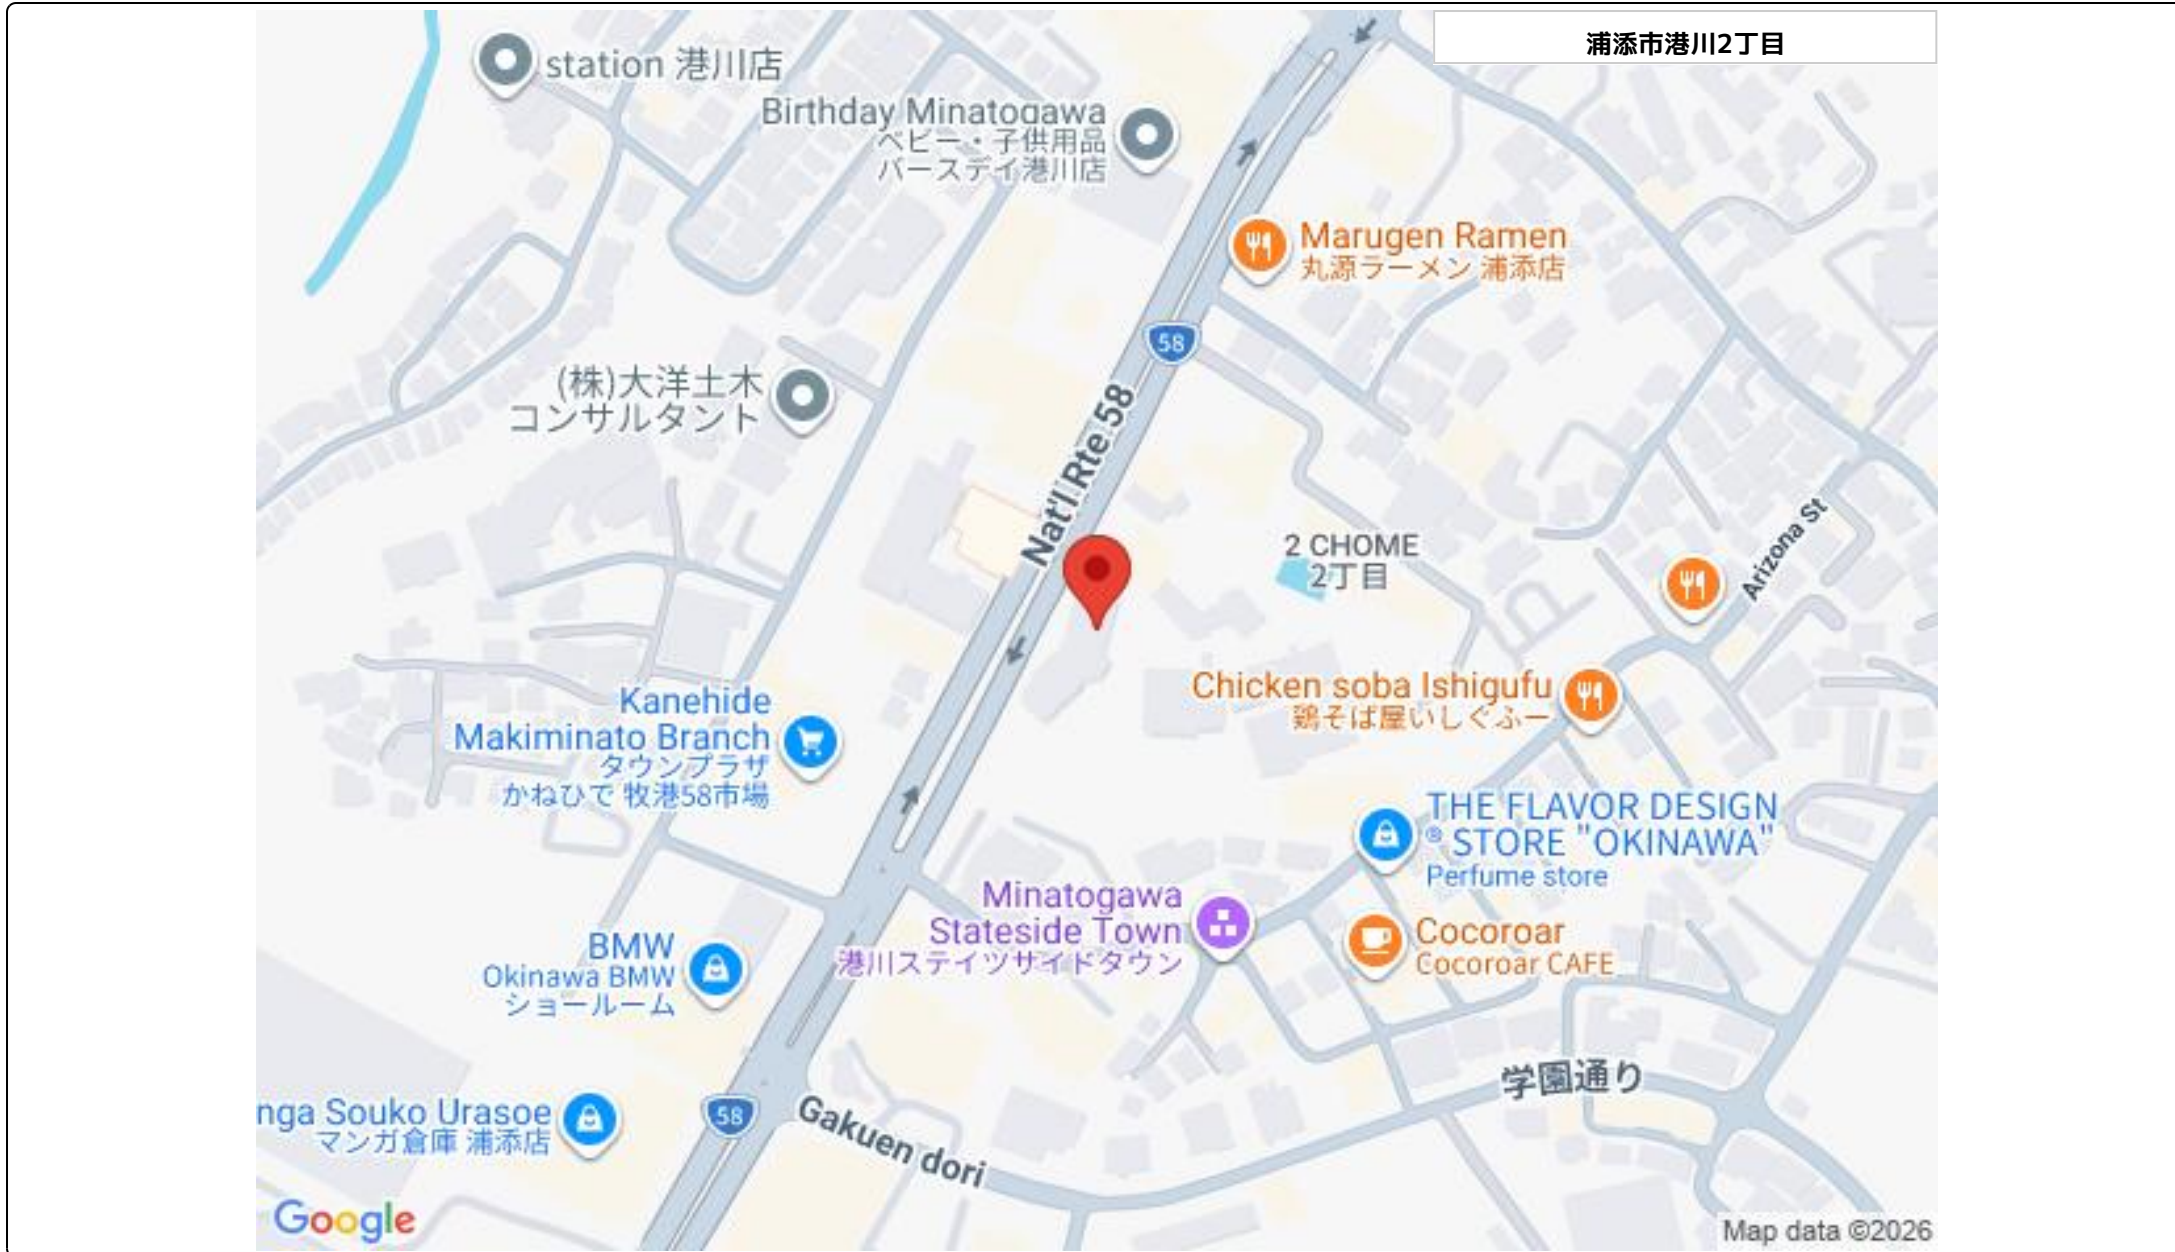 浦添市港川2丁目
station 港川店
Birthday Minatogawa
ベビー・子供用品
バースデイ港川店
Marugen Ramen
丸源ラーメン 浦添店
58
(株)大洋土木
コンサルタント
Nat'l Rte 58
2 CHOME
2丁目
Arizona St
Chicken soba Ishigufu
鶏そば屋いしぐふー
Kanehide
Makiminato Branch
タウンプラザ
かねひで 牧港58市場
THE FLAVOR DESIGN
® STORE "OKINAWA"
Perfume store
Minatogawa
Stateside Town
港川ステイツサイドタウン
Cocoroar
Cocoroar CAFE
BMW
Okinawa BMW
ショールーム
学園通り
nga Souko Urasoe
マンガ倉庫 浦添店
58
Gakuen dori
Google
Map data ©2026